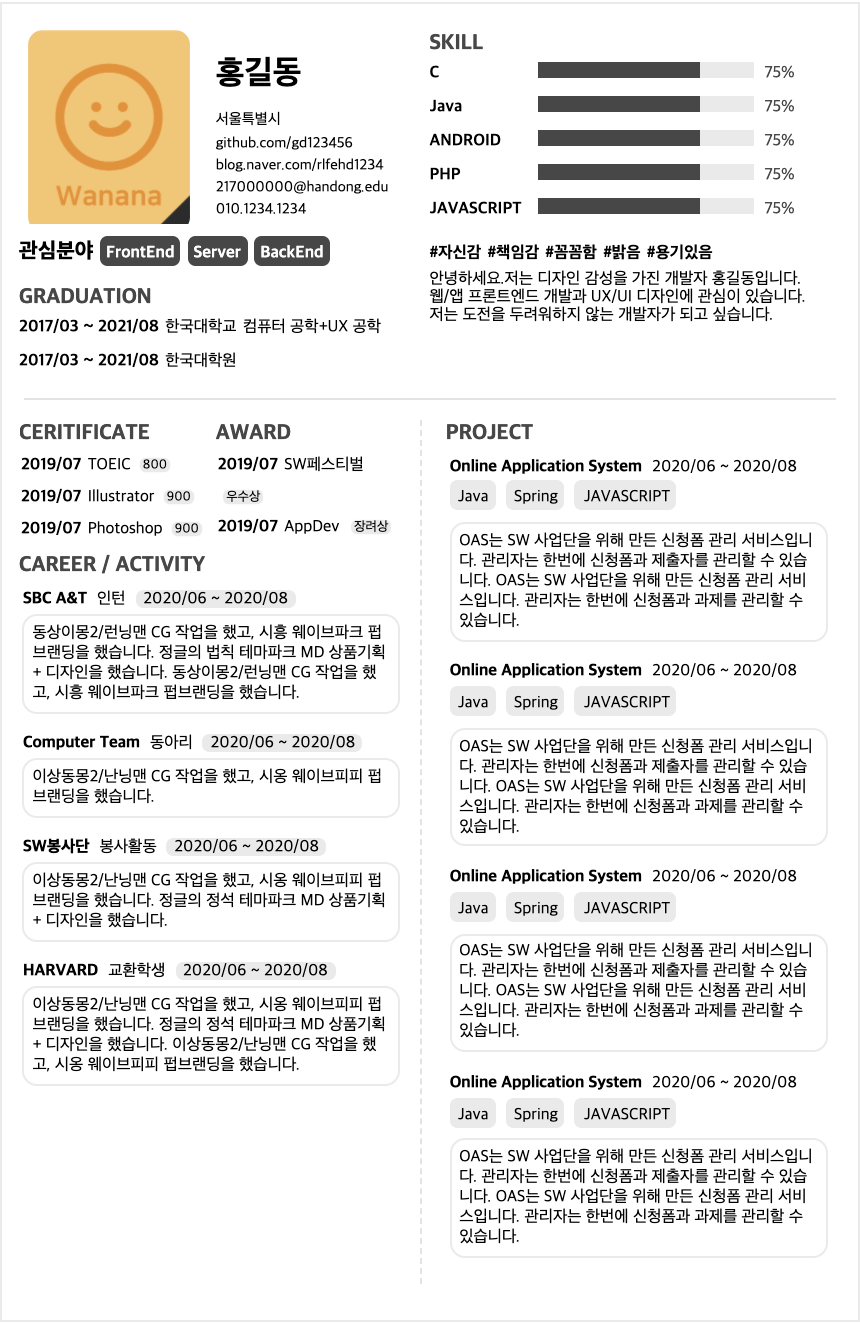 Wanana
홍길동
서울특별시
github.com/gd123456
blog.naver.com/rlfehd1234
217000000@handong.edu
010.1234.1234
관심분야 FrontEnd Server BackEnd
GRADUATION
2017/03 ~ 2021/08 한국대학교 컴퓨터 공학+UX 공학
2017/03 ~ 2021/08 한국대학원
SKILL
C 75%
Java 75%
ANDROID 75%
PHP 75%
JAVASCRIPT 75%
#자신감 #책임감 #꼼꼼함 #밝음 #용기있음
안녕하세요.저는 디자인 감성을 가진 개발자 홍길동입니다.
웹/앱 프론트엔드 개발과 UX/UI 디자인에 관심이 있습니다.
저는 도전을 두려워하지 않는 개발자가 되고 싶습니다.
CERITIFICATE
2019/07 TOEIC 800
2019/07 Illustrator 900
2019/07 Photoshop 900
AWARD
2019/07 SW페스티벌
우수상
2019/07 AppDev 장려상
CAREER / ACTIVITY
SBC A&T 인턴 2020/06 ~ 2020/08
동상이몽2/런닝맨 CG 작업을 했고, 시흥 웨이브파크 펍
브랜딩을 했습니다. 정글의 법칙 테마파크 MD 상품기획
+ 디자인을 했습니다. 동상이몽2/런닝맨 CG 작업을 했
고, 시흥 웨이브파크 펍브랜딩을 했습니다.
Computer Team 동아리 2020/06 ~ 2020/08
이상동몽2/난닝맨 CG 작업을 했고, 시옹 웨이브피피 펍
브랜딩을 했습니다.
SW봉사단 봉사활동 2020/06 ~ 2020/08
이상동몽2/난닝맨 CG 작업을 했고, 시옹 웨이브피피 펍
브랜딩을 했습니다. 정글의 정석 테마파크 MD 상품기획
+ 디자인을 했습니다.
HARVARD 교환학생 2020/06 ~ 2020/08
이상동몽2/난닝맨 CG 작업을 했고, 시옹 웨이브피피 펍
브랜딩을 했습니다. 정글의 정석 테마파크 MD 상품기획
+ 디자인을 했습니다. 이상동몽2/난닝맨 CG 작업을 했
고, 시옹 웨이브피피 펍브랜딩을 했습니다.
PROJECT
Online Application System 2020/06 ~ 2020/08
Java Spring JAVASCRIPT
OAS는 SW 사업단을 위해 만든 신청폼 관리 서비스입니
다. 관리자는 한번에 신청폼과 제출자를 관리할 수 있습
니다. OAS는 SW 사업단을 위해 만든 신청폼 관리 서비
스입니다. 관리자는 한번에 신청폼과 과제를 관리할 수
있습니다.
Online Application System 2020/06 ~ 2020/08
Java Spring JAVASCRIPT
OAS는 SW 사업단을 위해 만든 신청폼 관리 서비스입니
다. 관리자는 한번에 신청폼과 제출자를 관리할 수 있습
니다. OAS는 SW 사업단을 위해 만든 신청폼 관리 서비
스입니다. 관리자는 한번에 신청폼과 과제를 관리할 수
있습니다.
Online Application System 2020/06 ~ 2020/08
Java Spring JAVASCRIPT
OAS는 SW 사업단을 위해 만든 신청폼 관리 서비스입니
다. 관리자는 한번에 신청폼과 제출자를 관리할 수 있습
니다. OAS는 SW 사업단을 위해 만든 신청폼 관리 서비
스입니다. 관리자는 한번에 신청폼과 과제를 관리할 수
있습니다.
Online Application System 2020/06 ~ 2020/08
Java Spring JAVASCRIPT
OAS는 SW 사업단을 위해 만든 신청폼 관리 서비스입니
다. 관리자는 한번에 신청폼과 제출자를 관리할 수 있습
니다. OAS는 SW 사업단을 위해 만든 신청폼 관리 서비
스입니다. 관리자는 한번에 신청폼과 과제를 관리할 수
있습니다.